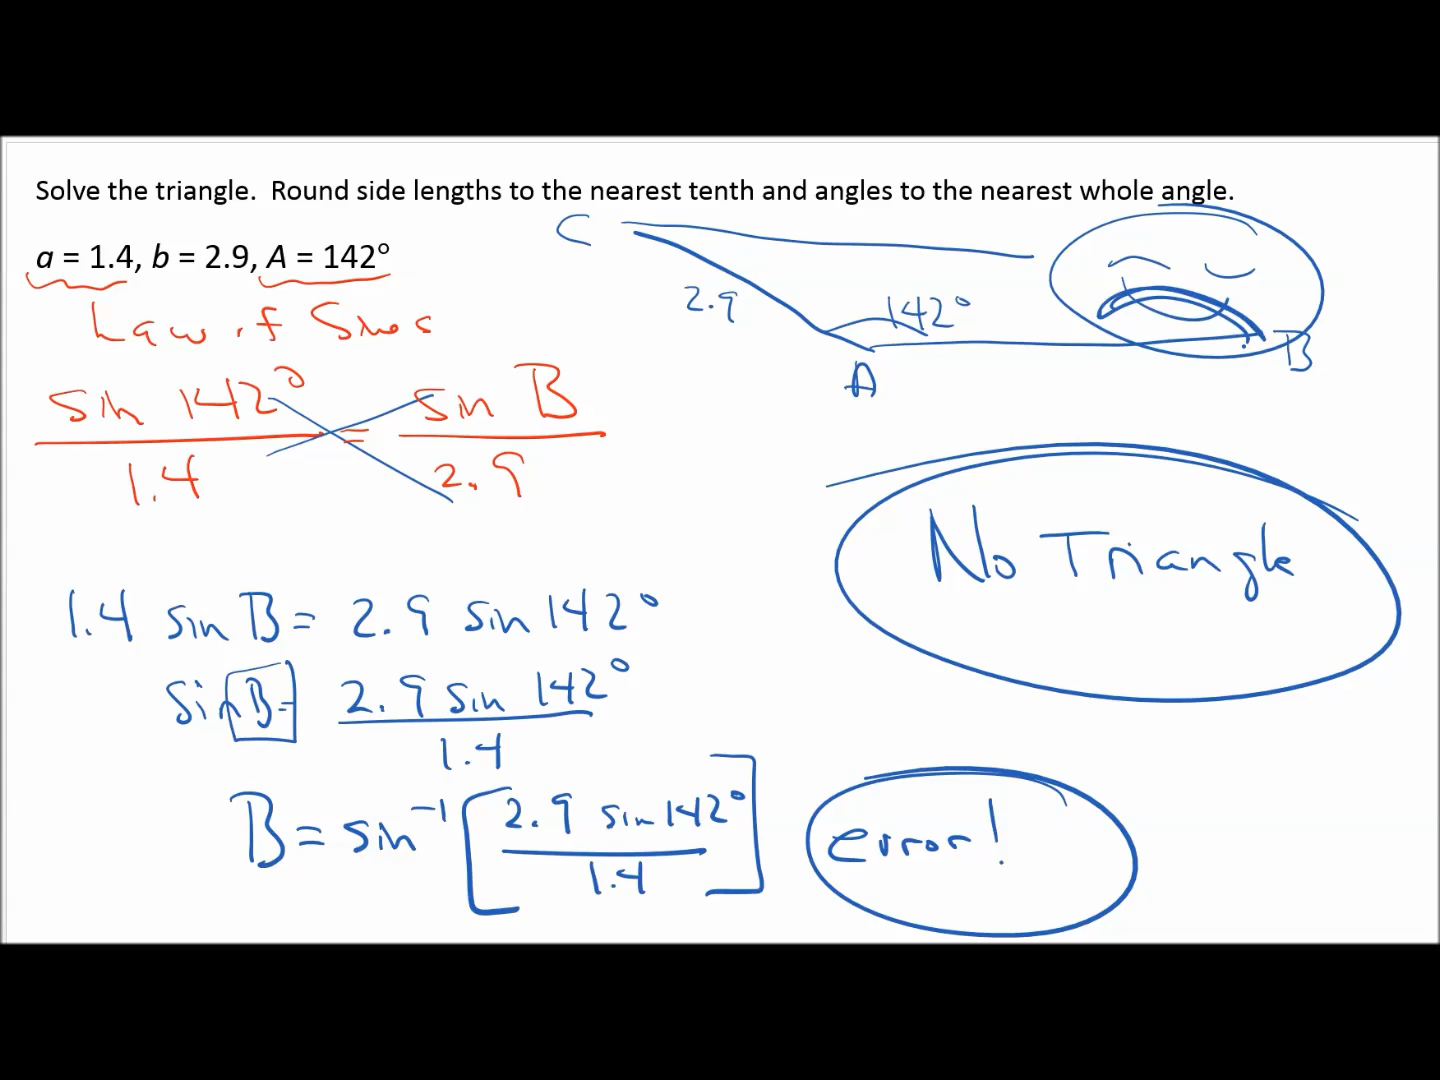 Solve the triangle. Round side lengths to the nearest tenth and angles to the nearest whole angle.
a = 1.4, b = 2.9, A = 142°
C
2.9
142°
A
B
Law of Sines
sin 142° = sin B
1.4 2.9
No Triangle
1.4 sin B = 2.9 sin 142°
sin B = 2.9 sin 142°
1.4
B = sin⁻¹ [ 2.9 sin 142° ]
1.4
error!